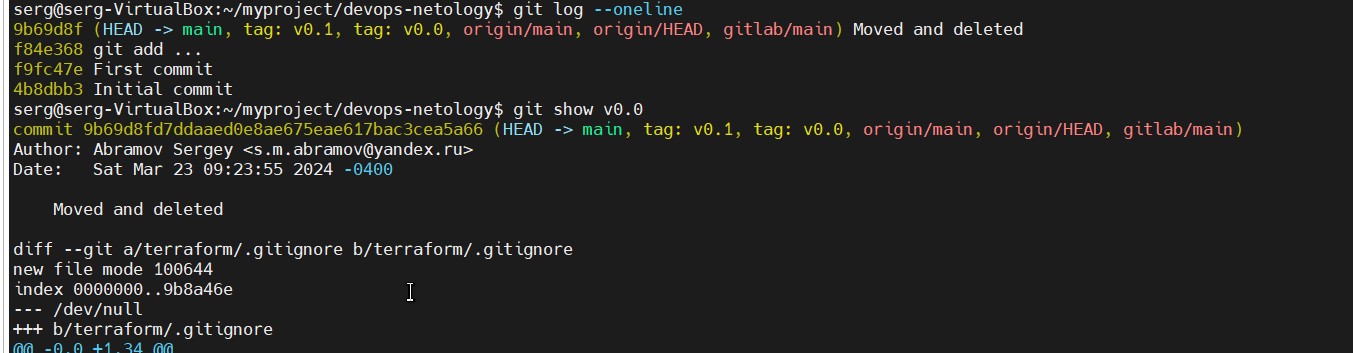 serg@serg-VirtualBox:~/myproject/devops-netology$ git log --oneline
9b69d8f (HEAD -> main, tag: v0.1, tag: v0.0, origin/main, origin/HEAD, gitlab/main) Moved and deleted
f84e368 git add ...
f9fc47e First commit
4b8dbb3 Initial commit
serg@serg-VirtualBox:~/myproject/devops-netology$ git show v0.0
commit 9b69d8fd7ddaaed0e8ae675eae617bac3cea5a66 (HEAD -> main, tag: v0.1, tag: v0.0, origin/main, origin/HEAD, gitlab/main)
Author: Abramov Sergey <s.m.abramov@yandex.ru>
Date:   Sat Mar 23 09:23:55 2024 -0400
    Moved and deleted
diff --git a/terraform/.gitignore b/terraform/.gitignore
new file mode 100644
index 0000000..9b8a46e
--- /dev/null
+++ b/terraform/.gitignore
@@ -0,0 +1,34 @@